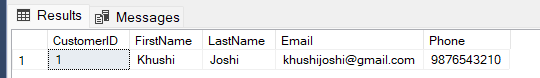 Results Messages
CustomerID FirstName LastName Email Phone
1 1 Khushi Joshi khushijoshi@gmail.com 9876543210